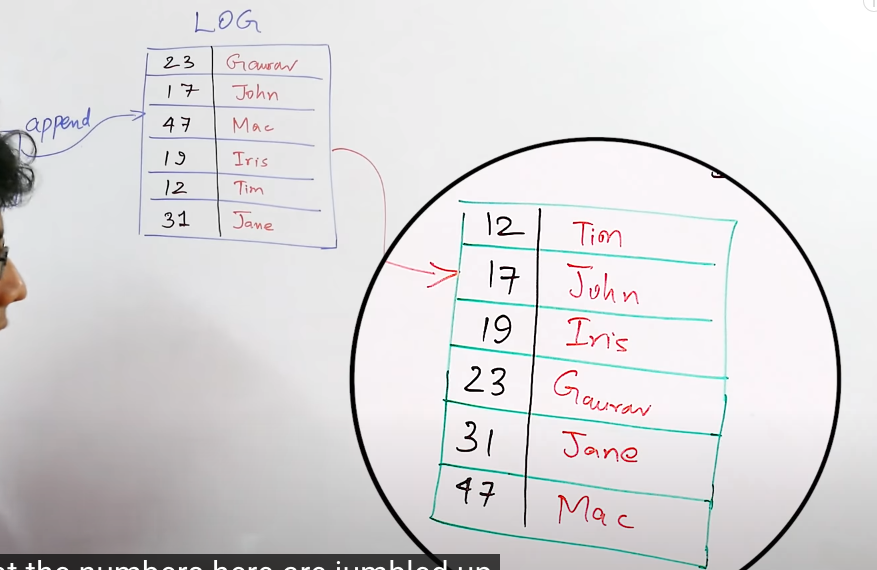 LOG
23 Gaurav
17 John
append
47 Mac
19 Iris
12 Tim
31 Jane
12 Tim
17 John
19 Iris
23 Gaurav
31 Jane
47 Mac
the numbers here are jumbled up